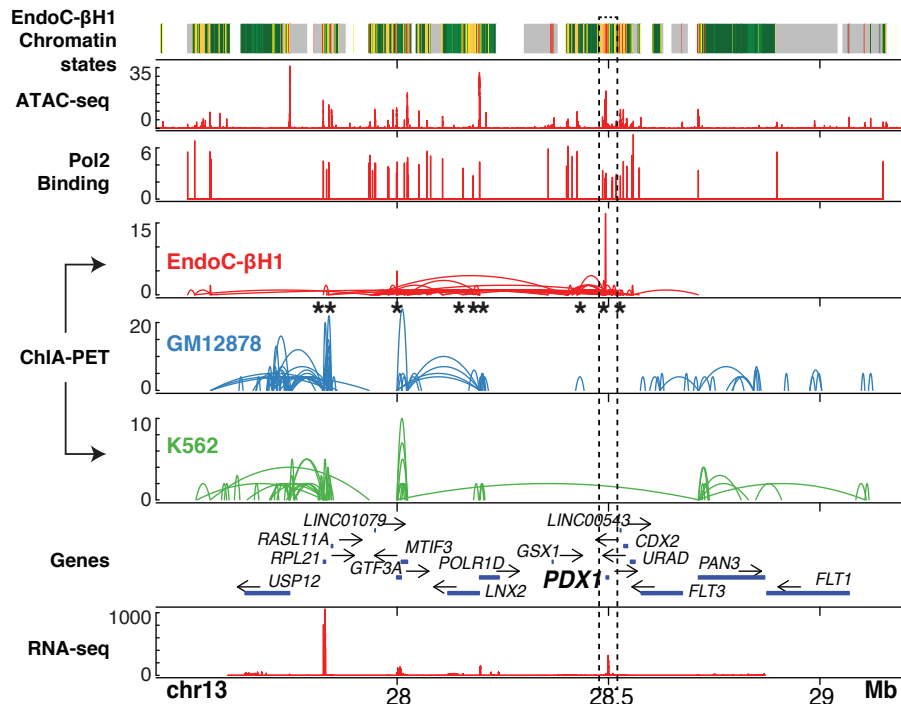 EndoC-βH1
Chromatin
states
35
ATAC-seq
0
6
Pol2
Binding
0
15
EndoC-βH1
0
** * *** * * *
20
GM12878
ChIA-PET
0
10
K562
0
LINC01079 LINC00543
RASL11A CDX2
RPL21 MTIF3 GSX1 URAD PAN3
Genes
GTF3A POLR1D PDX1
USP12 LNX2 FLT3 FLT1
1000
RNA-seq
0
chr13 28 28.5 29 Mb